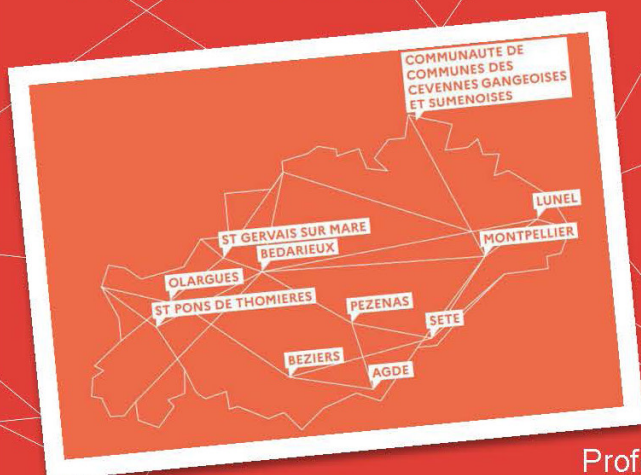 COMMUNAUTE DE
COMMUNES DES
CEVENNES GANGEOISES
ET SUMENOISES
LUNEL
ST GERVAIS SUR MARE
MONTPELLIER
BEDARIEUX
OLARGUES
ST PONS DE THOMIERES
PEZENAS
SETE
BEZIERS
AGDE
Prof